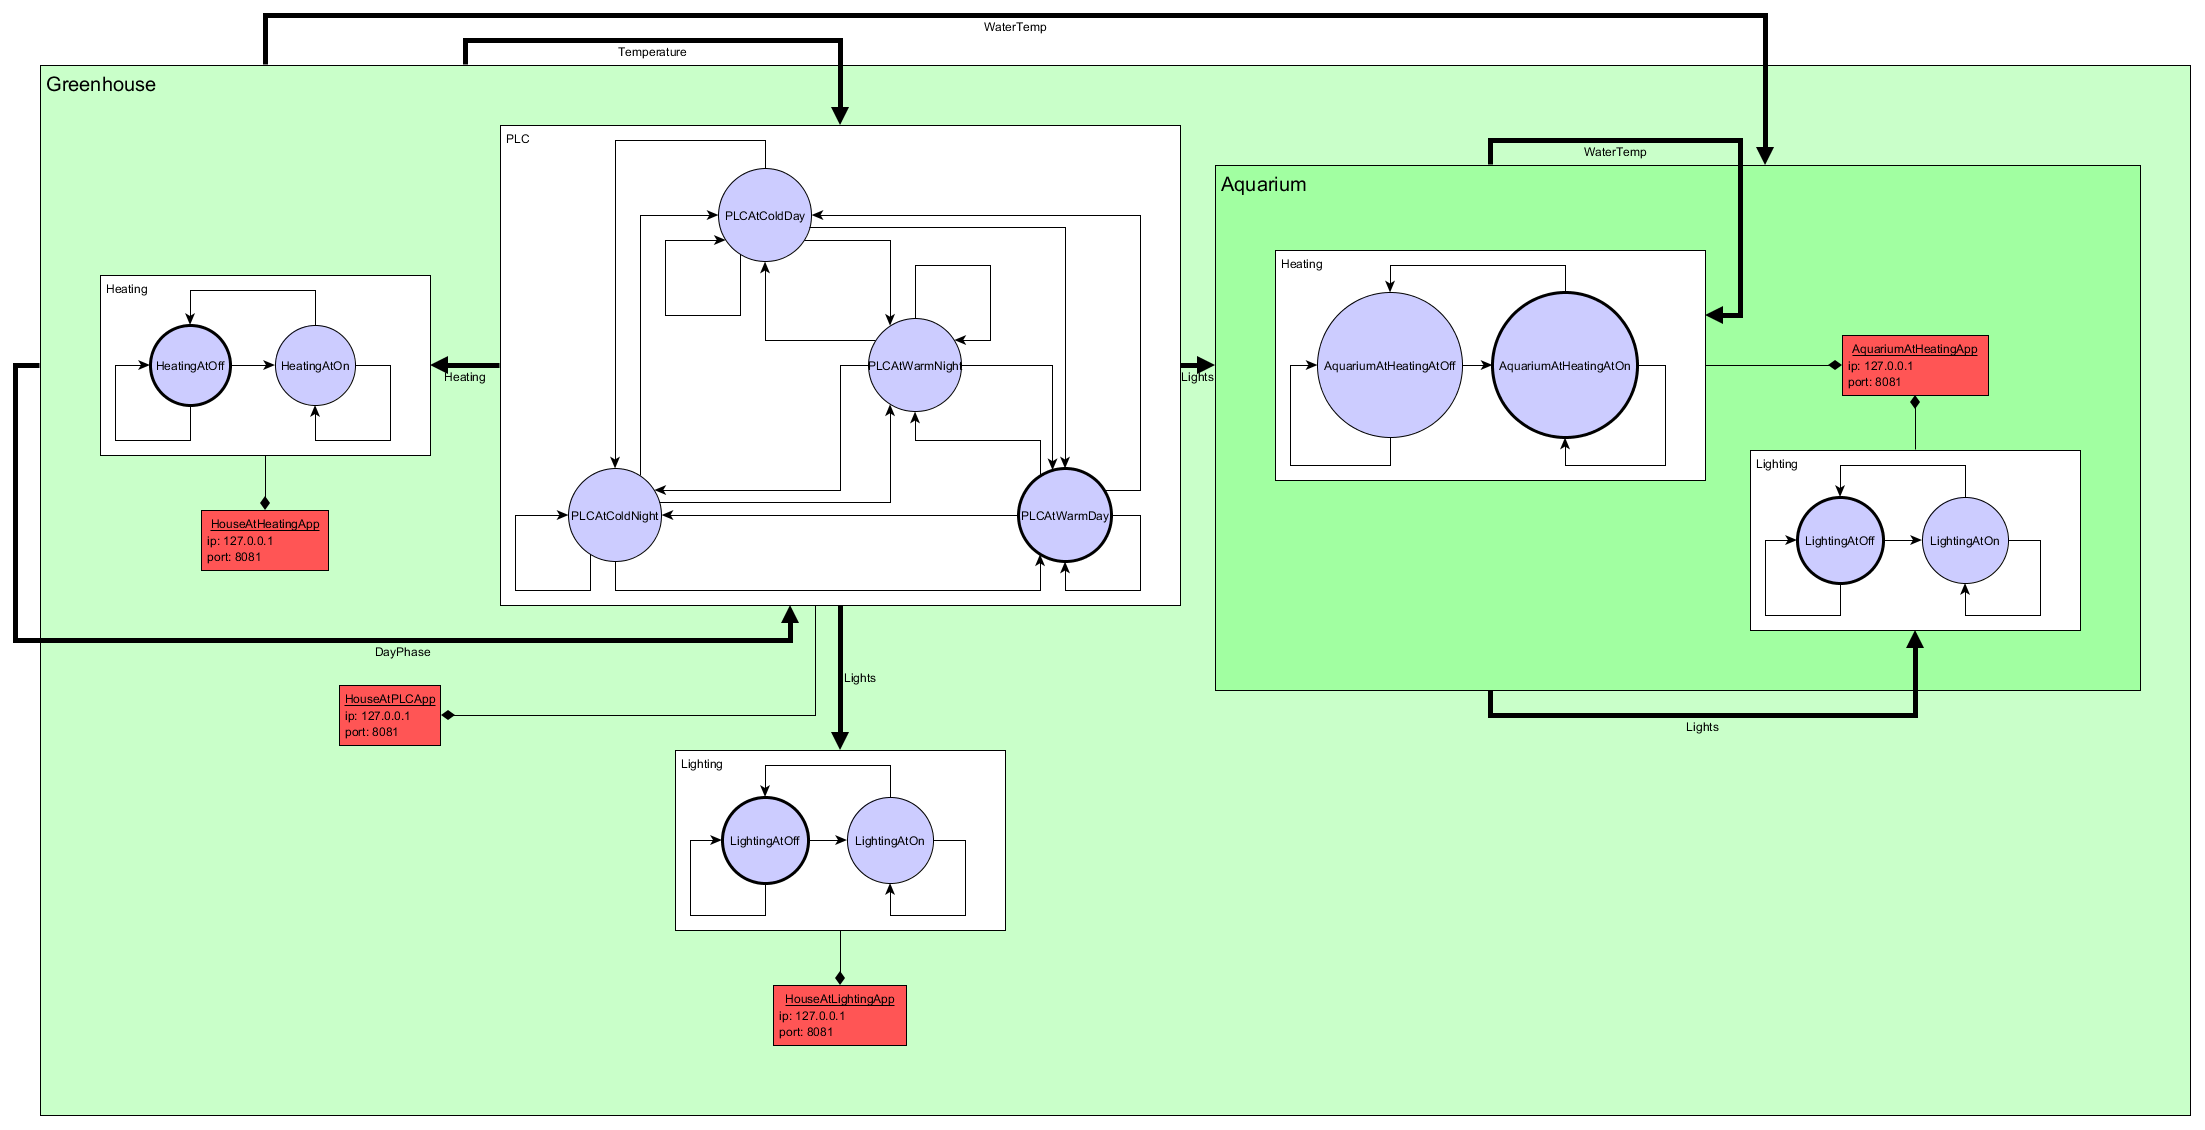 WaterTemp
Temperature
Greenhouse
PLC
WaterTemp
Aquarium
PLCAtColdDay
Heating
Heating
PLCAtWarmNight
HeatingAtOff
HeatingAtOn
Heating
Lights
AquariumAtHeatingAtOff
AquariumAtHeatingAtOn
AquariumAtHeatingApp
ip: 127.0.0.1
port: 8081
Lighting
PLCAtColdNight
PLCAtWarmDay
HouseAtHeatingApp
ip: 127.0.0.1
port: 8081
LightingAtOff
LightingAtOn
DayPhase
Lights
HouseAtPLCApp
ip: 127.0.0.1
port: 8081
Lights
Lighting
LightingAtOff
LightingAtOn
HouseAtLightingApp
ip: 127.0.0.1
port: 8081